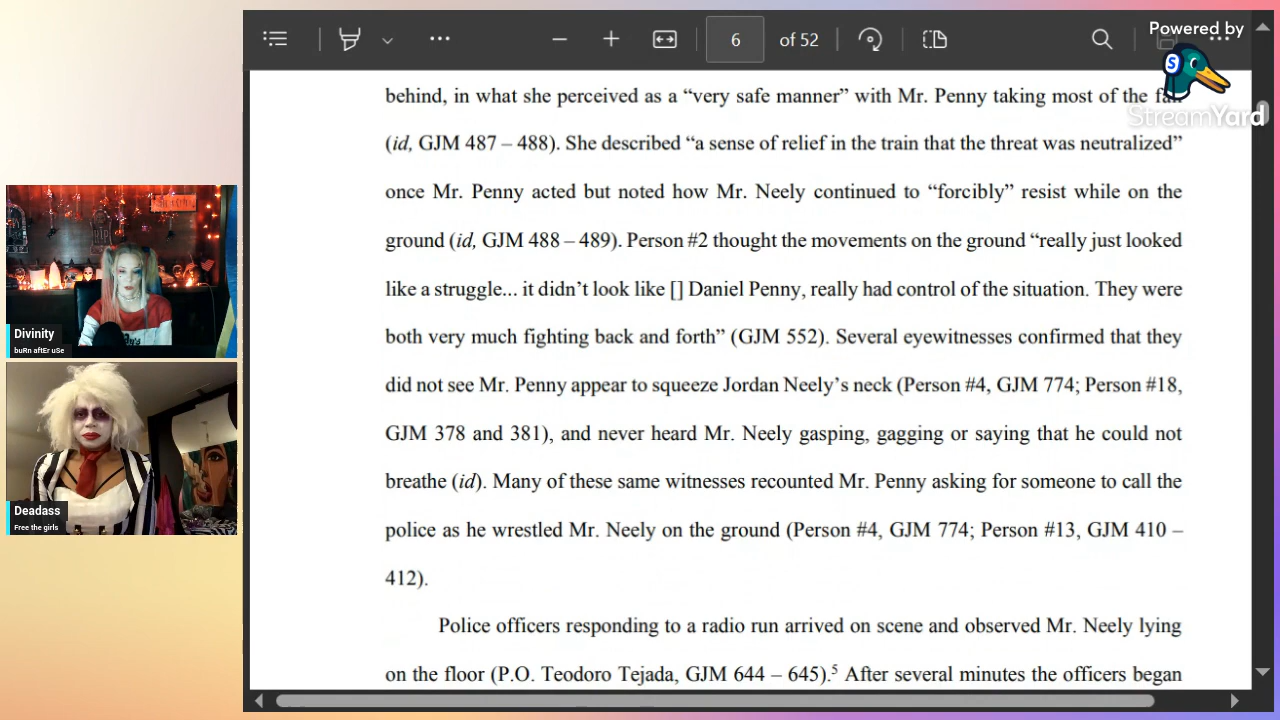 6 of 52
Powered by
S
StreamYard
behind, in what she perceived as a “very safe manner” with Mr. Penny taking most of the fall
(id, GJM 487 – 488). She described “a sense of relief in the train that the threat was neutralized”
once Mr. Penny acted but noted how Mr. Neely continued to “forcibly” resist while on the
ground (id, GJM 488 – 489). Person #2 thought the movements on the ground “really just looked
like a struggle... it didn’t look like [] Daniel Penny, really had control of the situation. They were
both very much fighting back and forth” (GJM 552). Several eyewitnesses confirmed that they
did not see Mr. Penny appear to squeeze Jordan Neely’s neck (Person #4, GJM 774; Person #18,
GJM 378 and 381), and never heard Mr. Neely gasping, gagging or saying that he could not
breathe (id). Many of these same witnesses recounted Mr. Penny asking for someone to call the
police as he wrestled Mr. Neely on the ground (Person #4, GJM 774; Person #13, GJM 410 –
412).
Police officers responding to a radio run arrived on scene and observed Mr. Neely lying
on the floor (P.O. Teodoro Tejada, GJM 644 – 645).⁵ After several minutes the officers began
Divinity
buRn aftEr uSe
Deadass
Free the girls